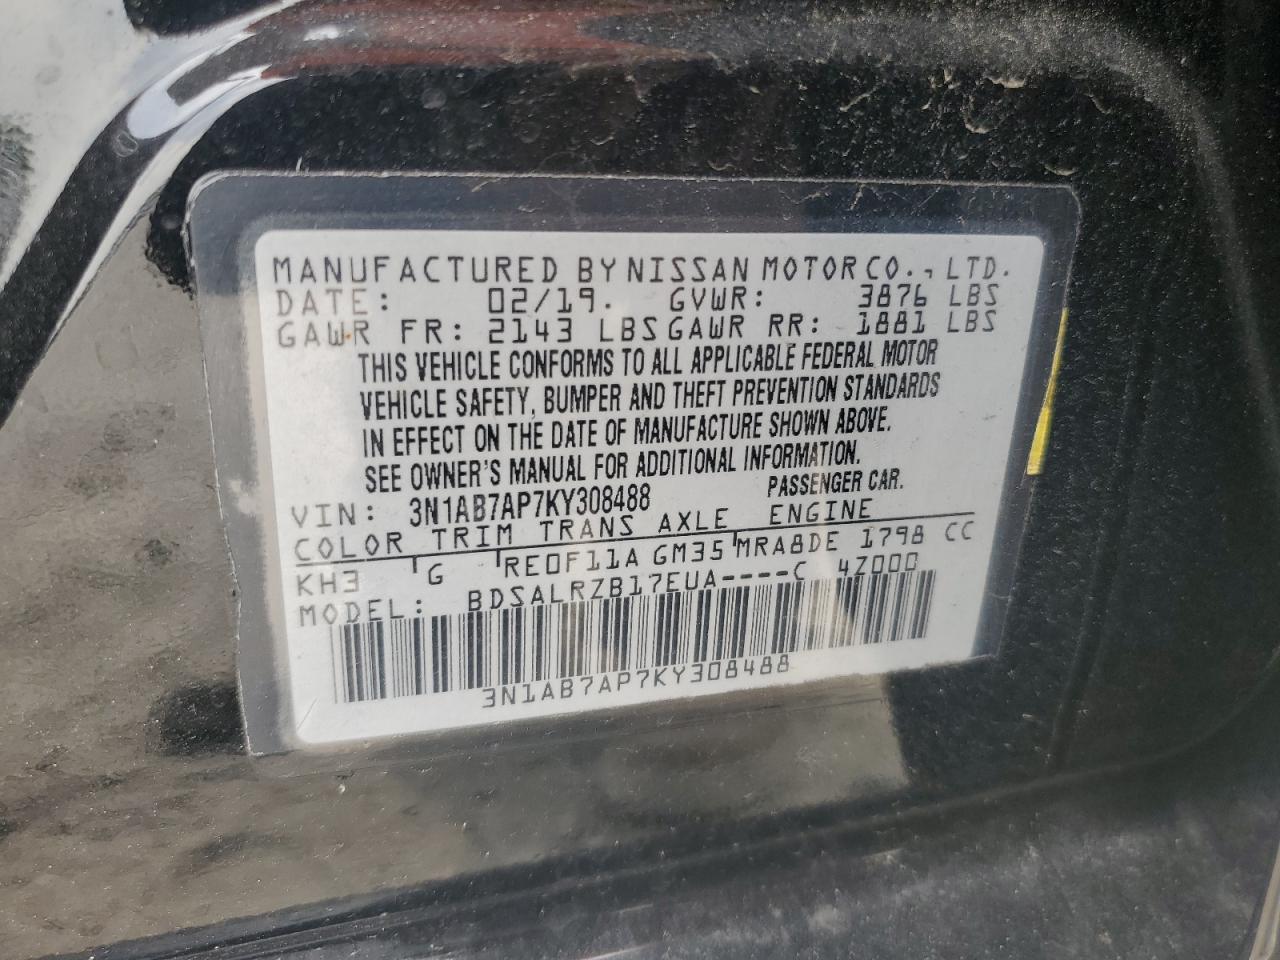 MANUFACTURED BY NISSAN MOTOR CO., LTD.
DATE: 02/19. GVWR: 3876 LBS
GAWR FR: 2143 LBS GAWR RR: 1881 LBS
THIS VEHICLE CONFORMS TO ALL APPLICABLE FEDERAL MOTOR
VEHICLE SAFETY, BUMPER AND THEFT PREVENTION STANDARDS
IN EFFECT ON THE DATE OF MANUFACTURE SHOWN ABOVE.
SEE OWNER'S MANUAL FOR ADDITIONAL INFORMATION.
VIN: 3N1AB7AP7KY308488 PASSENGER CAR.
COLOR TRIM TRANS AXLE ENGINE
KH3 G RE0F11A GM35 MRA8DE 1798 CC
MODEL: BDSALRZB17EUA----C 4Z000
3N1AB7AP7KY308488